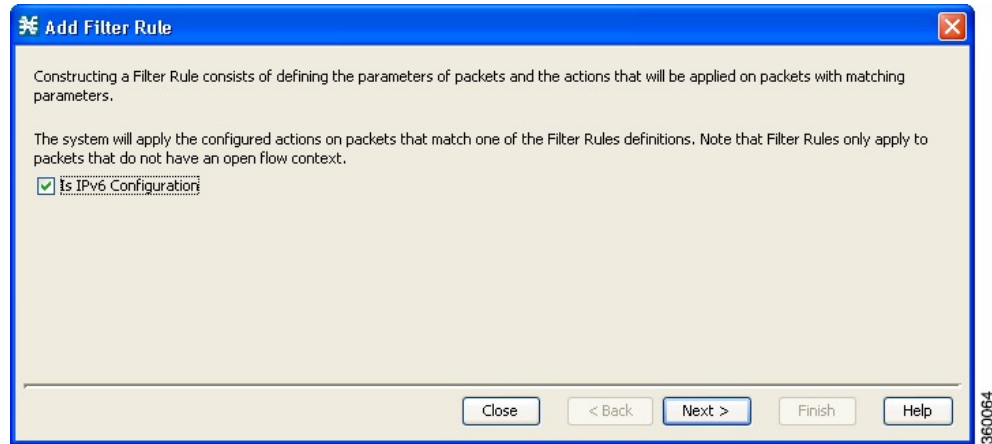 Add Filter Rule
Constructing a Filter Rule consists of defining the parameters of packets and the actions that will be applied on packets with matching
parameters.
The system will apply the configured actions on packets that match one of the Filter Rules definitions. Note that Filter Rules only apply to
packets that do not have an open flow context.
Is IPv6 Configuration
Close
< Back
Next >
Finish
Help
360064